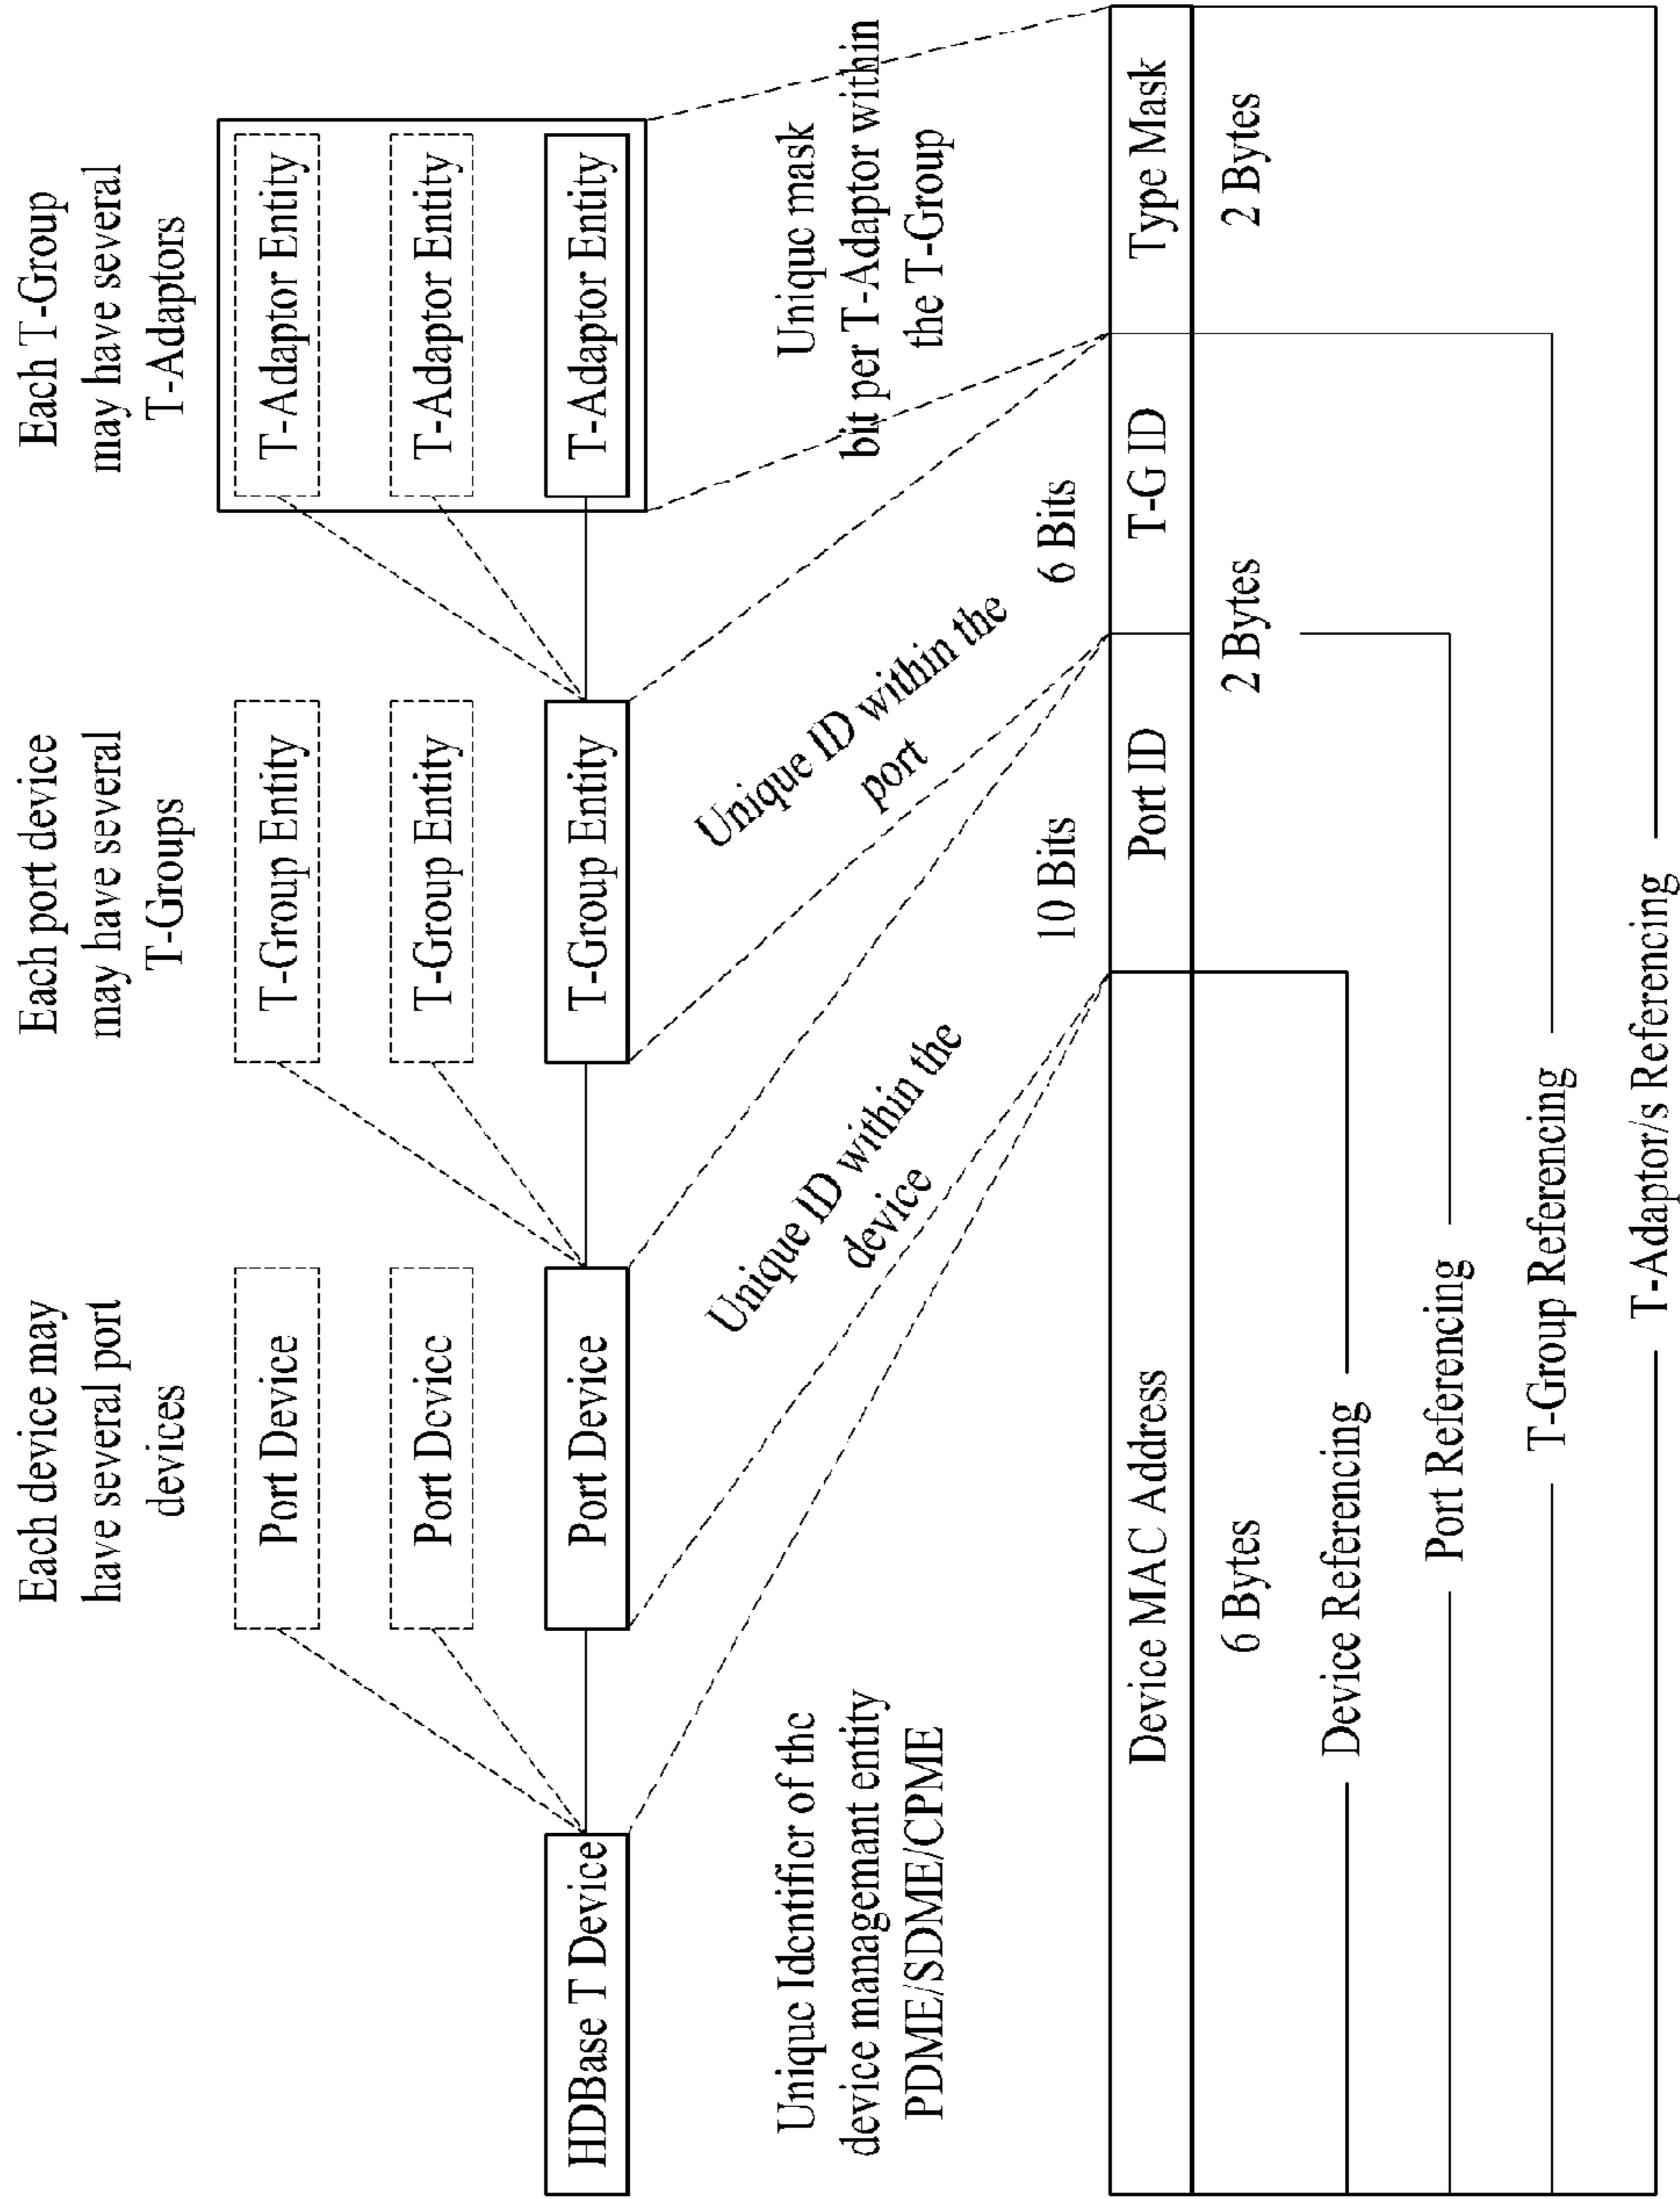 Each device may
have several port
devices
Each port device
may have several
T-Groups
Each T-Group
may have several
T-Adaptors
Port Device
T-Group Entity
T-Adaptor Entity
Port Device
T-Group Entity
T-Adaptor Entity
HDBase T Device
Port Device
T-Group Entity
T-Adaptor Entity
Unique Identifier of the
device managemant entity
PDME/SDME/CPME
Unique ID within the
device
Unique ID within the
port
Unique mask
bit per T-Adaptor within
the T-Group
10 Bits
6 Bits
Device MAC Address
Port ID
T-G ID
Type Mask
6 Bytes
2 Bytes
2 Bytes
Device Referencing
Port Referencing
T-Group Referencing
T-Adaptor/s Referencing